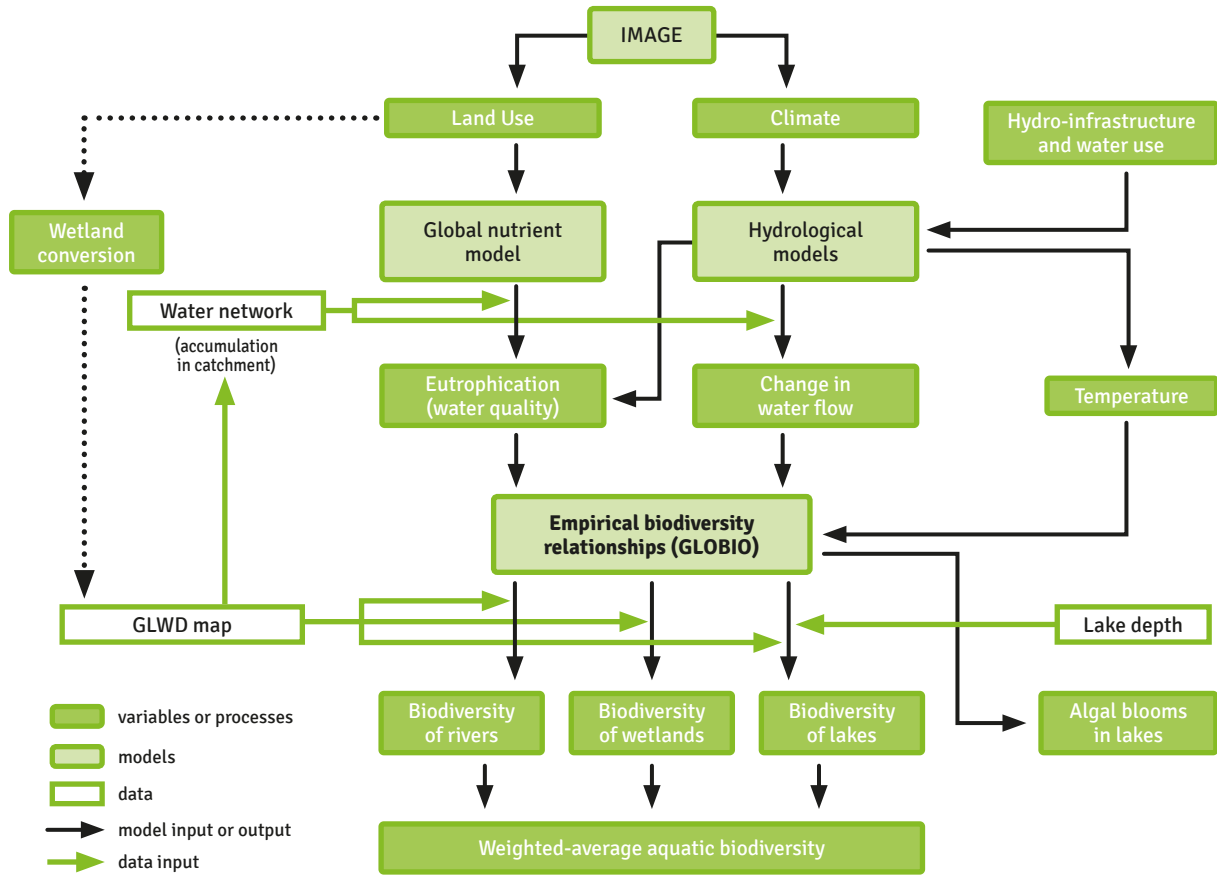 IMAGE
Land Use
Climate
Hydro-infrastructure
and water use
Wetland
conversion
Global nutrient
model
Hydrological
models
Water network
(accumulation
in catchment)
Eutrophication
(water quality)
Change in
water flow
Temperature
Empirical biodiversity
relationships (GLOBIO)
GLWD map
Lake depth
Biodiversity
of rivers
Biodiversity
of wetlands
Biodiversity
of lakes
Algal blooms
in lakes
Weighted-average aquatic biodiversity
variables or processes
models
data
model input or output
data input